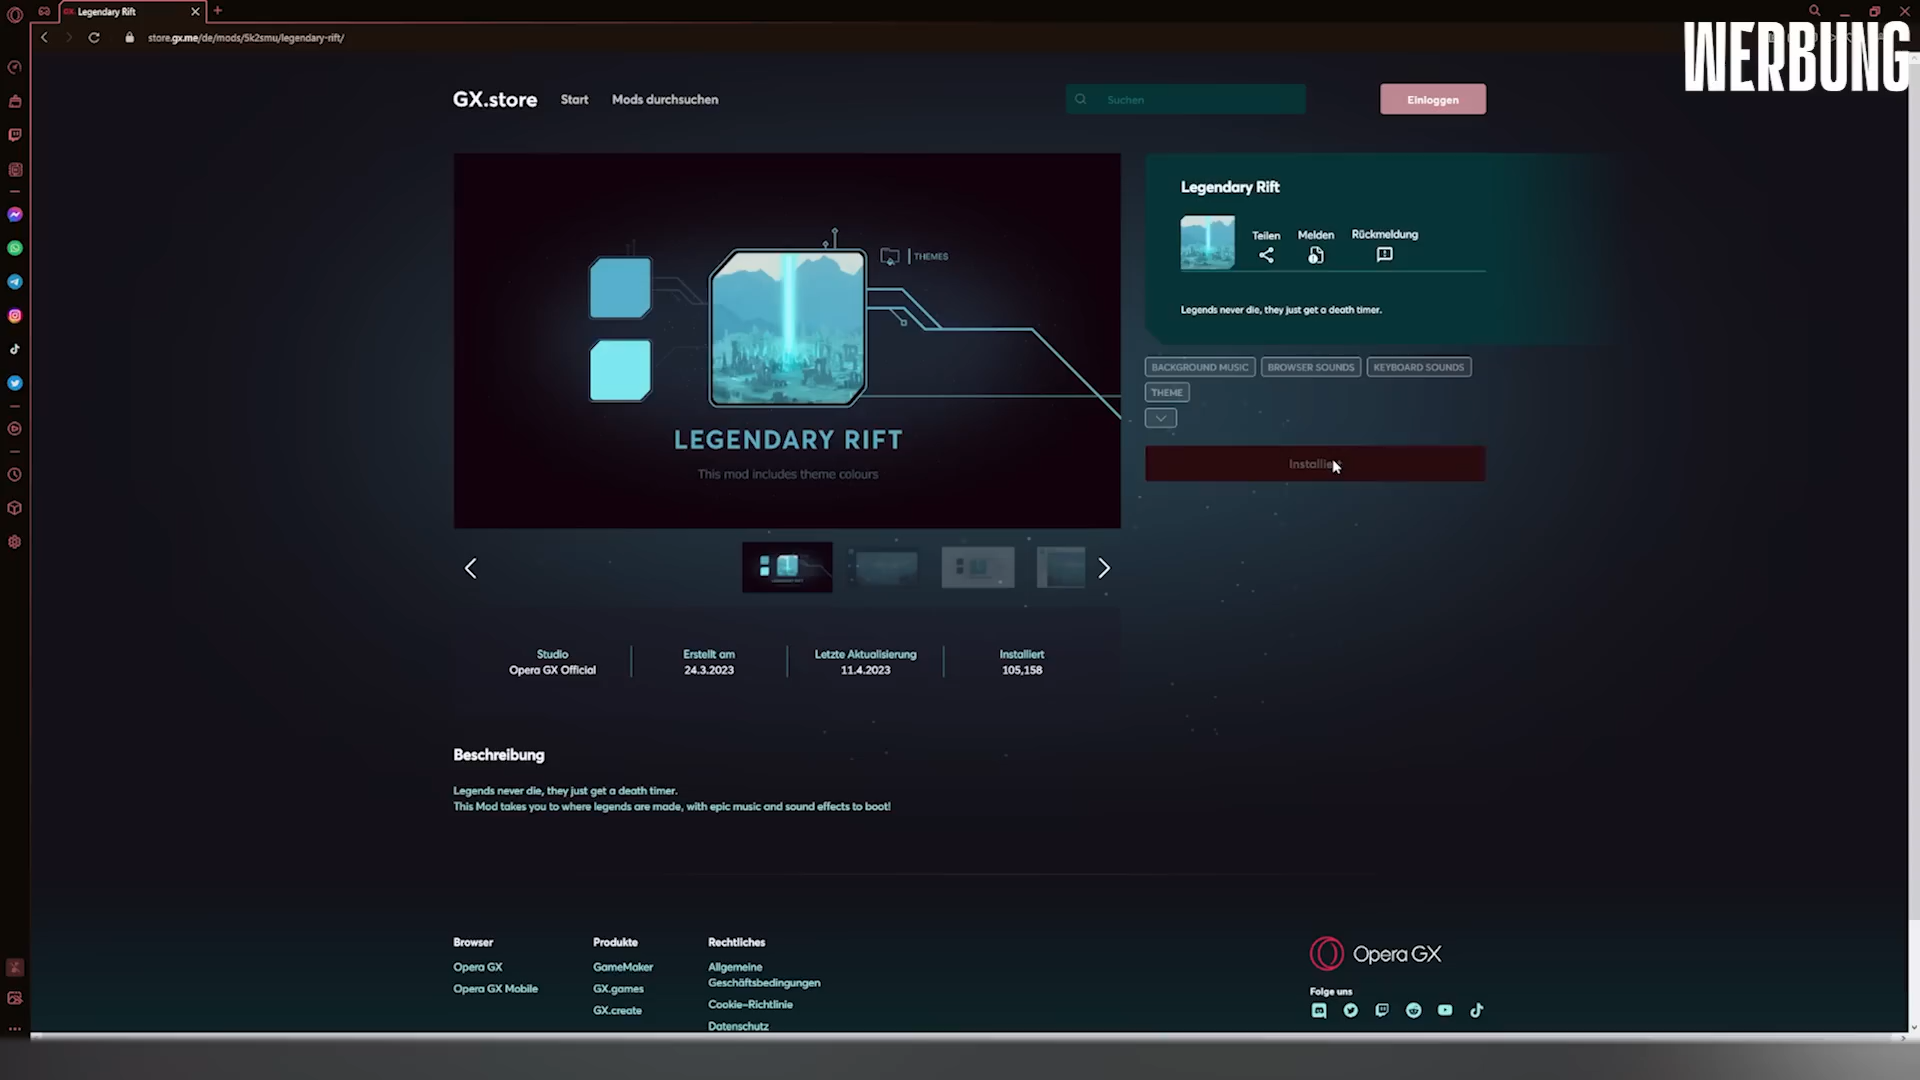 Legendary Rift
store.gx.me/de/mods/5k2smu/legendary-rift/
WERBUNG
GX.store
Start
Mods durchsuchen
Suchen
Einloggen
THEMES
LEGENDARY RIFT
This mod includes theme colours
Legendary Rift
Teilen
Melden
Rückmeldung
Legends never die, they just get a death timer.
BACKGROUND MUSIC
BROWSER SOUNDS
KEYBOARD SOUNDS
THEME
Installiert
Studio
Opera GX Official
Erstellt am
24.3.2023
Letzte Aktualisierung
11.4.2023
Installiert
105,158
Beschreibung
Legends never die, they just get a death timer.
This Mod takes you to where legends are made, with epic music and sound effects to boot!
Browser
Opera GX
Opera GX Mobile
Produkte
GameMaker
GX.games
GX.create
Rechtliches
Allgemeine
Geschäftsbedingungen
Cookie-Richtlinie
Datenschutz
Opera GX
Folge uns